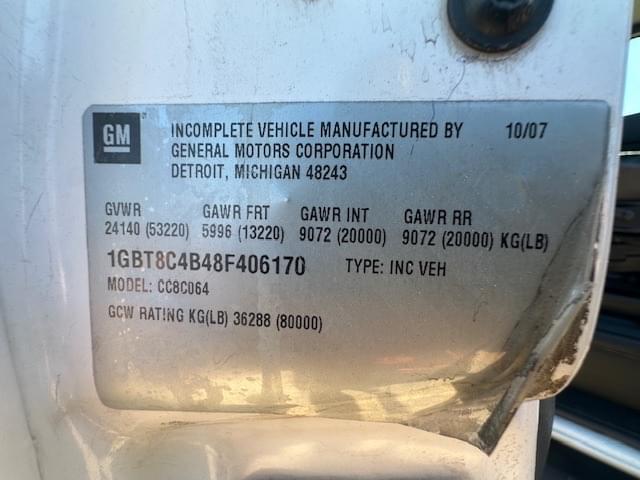 GM INCOMPLETE VEHICLE MANUFACTURED BY 10/07
GENERAL MOTORS CORPORATION
DETROIT, MICHIGAN 48243
GVWR GAWR FRT GAWR INT GAWR RR
24140 (53220) 5996 (13220) 9072 (20000) 9072 (20000) KG(LB)
1GBT8C4B48F406170 TYPE: INC VEH
MODEL: CC8C064
GCW RATING KG(LB) 36288 (80000)